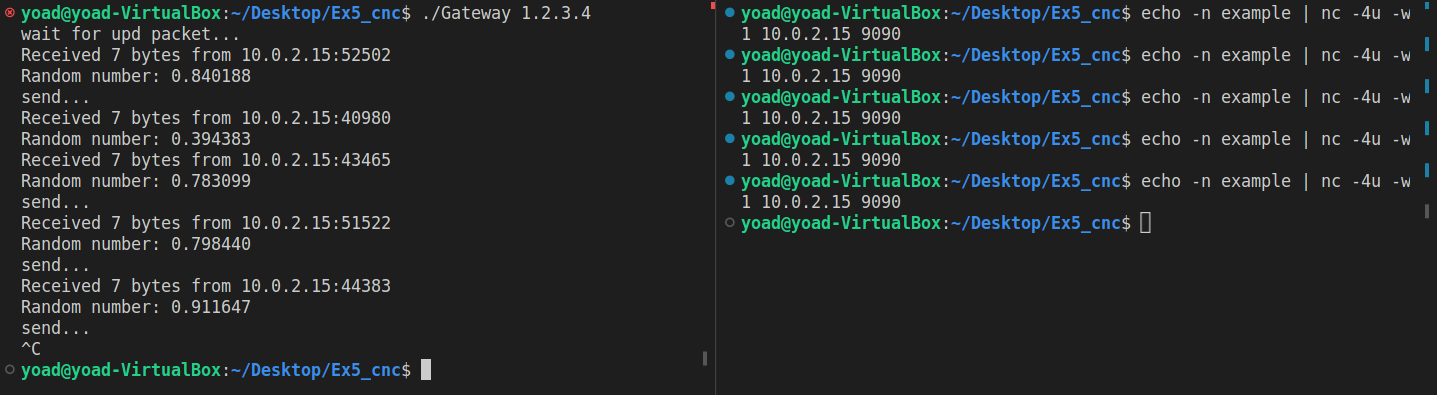 yoad@yoad-VirtualBox:~/Desktop/Ex5_cnc$ ./Gateway 1.2.3.4
wait for upd packet...
Received 7 bytes from 10.0.2.15:52502
Random number: 0.840188
send...
Received 7 bytes from 10.0.2.15:40980
Random number: 0.394383
Received 7 bytes from 10.0.2.15:43465
Random number: 0.783099
send...
Received 7 bytes from 10.0.2.15:51522
Random number: 0.798440
send...
Received 7 bytes from 10.0.2.15:44383
Random number: 0.911647
send...
^C
yoad@yoad-VirtualBox:~/Desktop/Ex5_cnc$
yoad@yoad-VirtualBox:~/Desktop/Ex5_cnc$ echo -n example | nc -4u -w
1 10.0.2.15 9090
yoad@yoad-VirtualBox:~/Desktop/Ex5_cnc$ echo -n example | nc -4u -w
1 10.0.2.15 9090
yoad@yoad-VirtualBox:~/Desktop/Ex5_cnc$ echo -n example | nc -4u -w
1 10.0.2.15 9090
yoad@yoad-VirtualBox:~/Desktop/Ex5_cnc$ echo -n example | nc -4u -w
1 10.0.2.15 9090
yoad@yoad-VirtualBox:~/Desktop/Ex5_cnc$ echo -n example | nc -4u -w
1 10.0.2.15 9090
yoad@yoad-VirtualBox:~/Desktop/Ex5_cnc$